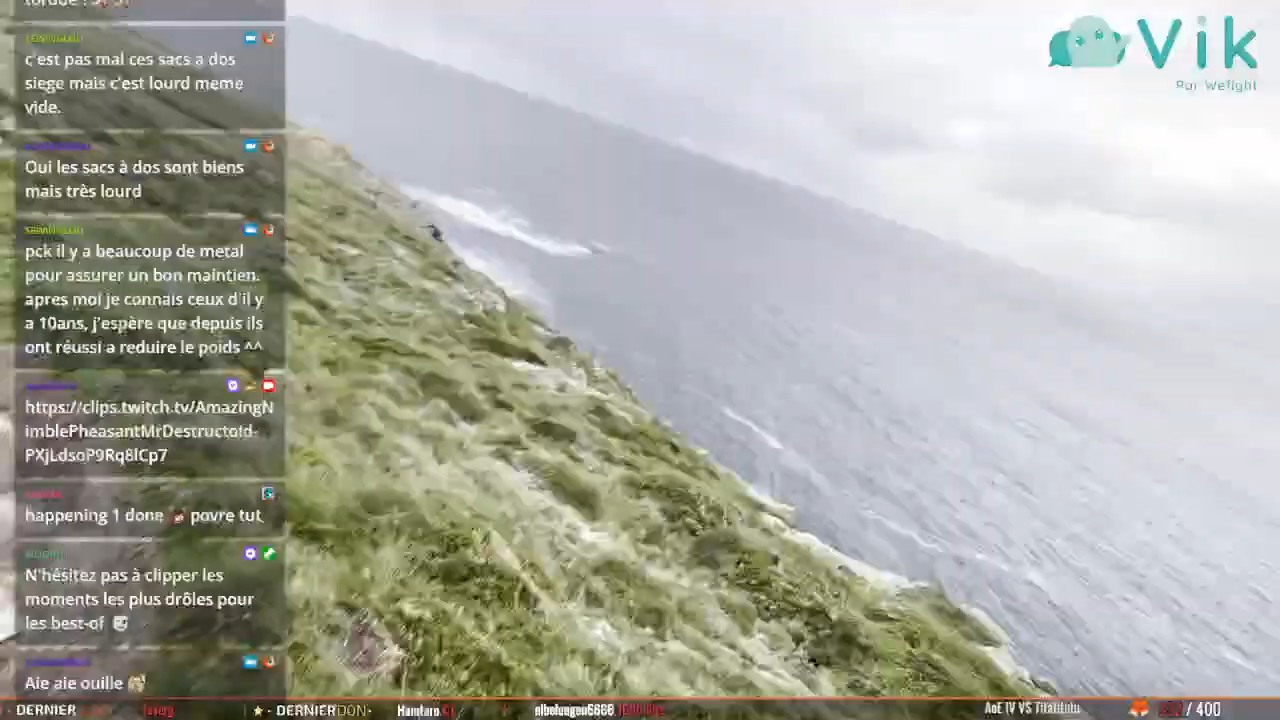 c'est pas mal ces sacs a dos
siege mais c'est lourd meme
vide.
Oui les sacs à dos sont biens
mais très lourd
pck il y a beaucoup de metal
pour assurer un bon maintien.
apres moi je connais ceux d'il y
a 10ans, j'espère que depuis ils
ont réussi a reduire le poids ^^
https://clips.twitch.tv/AmazingN
imblePheasantMrDestructoid-
PXjLdsoP9Rq8lCp7
happening 1 done povre tut
N'hésitez pas à clipper les
moments les plus drôles pour
les best-of
Aie aie ouille
Vik
Par Wefight
- DERNIER
- DERNIER DON -
Hamtaro
AoE IV VS
/ 400